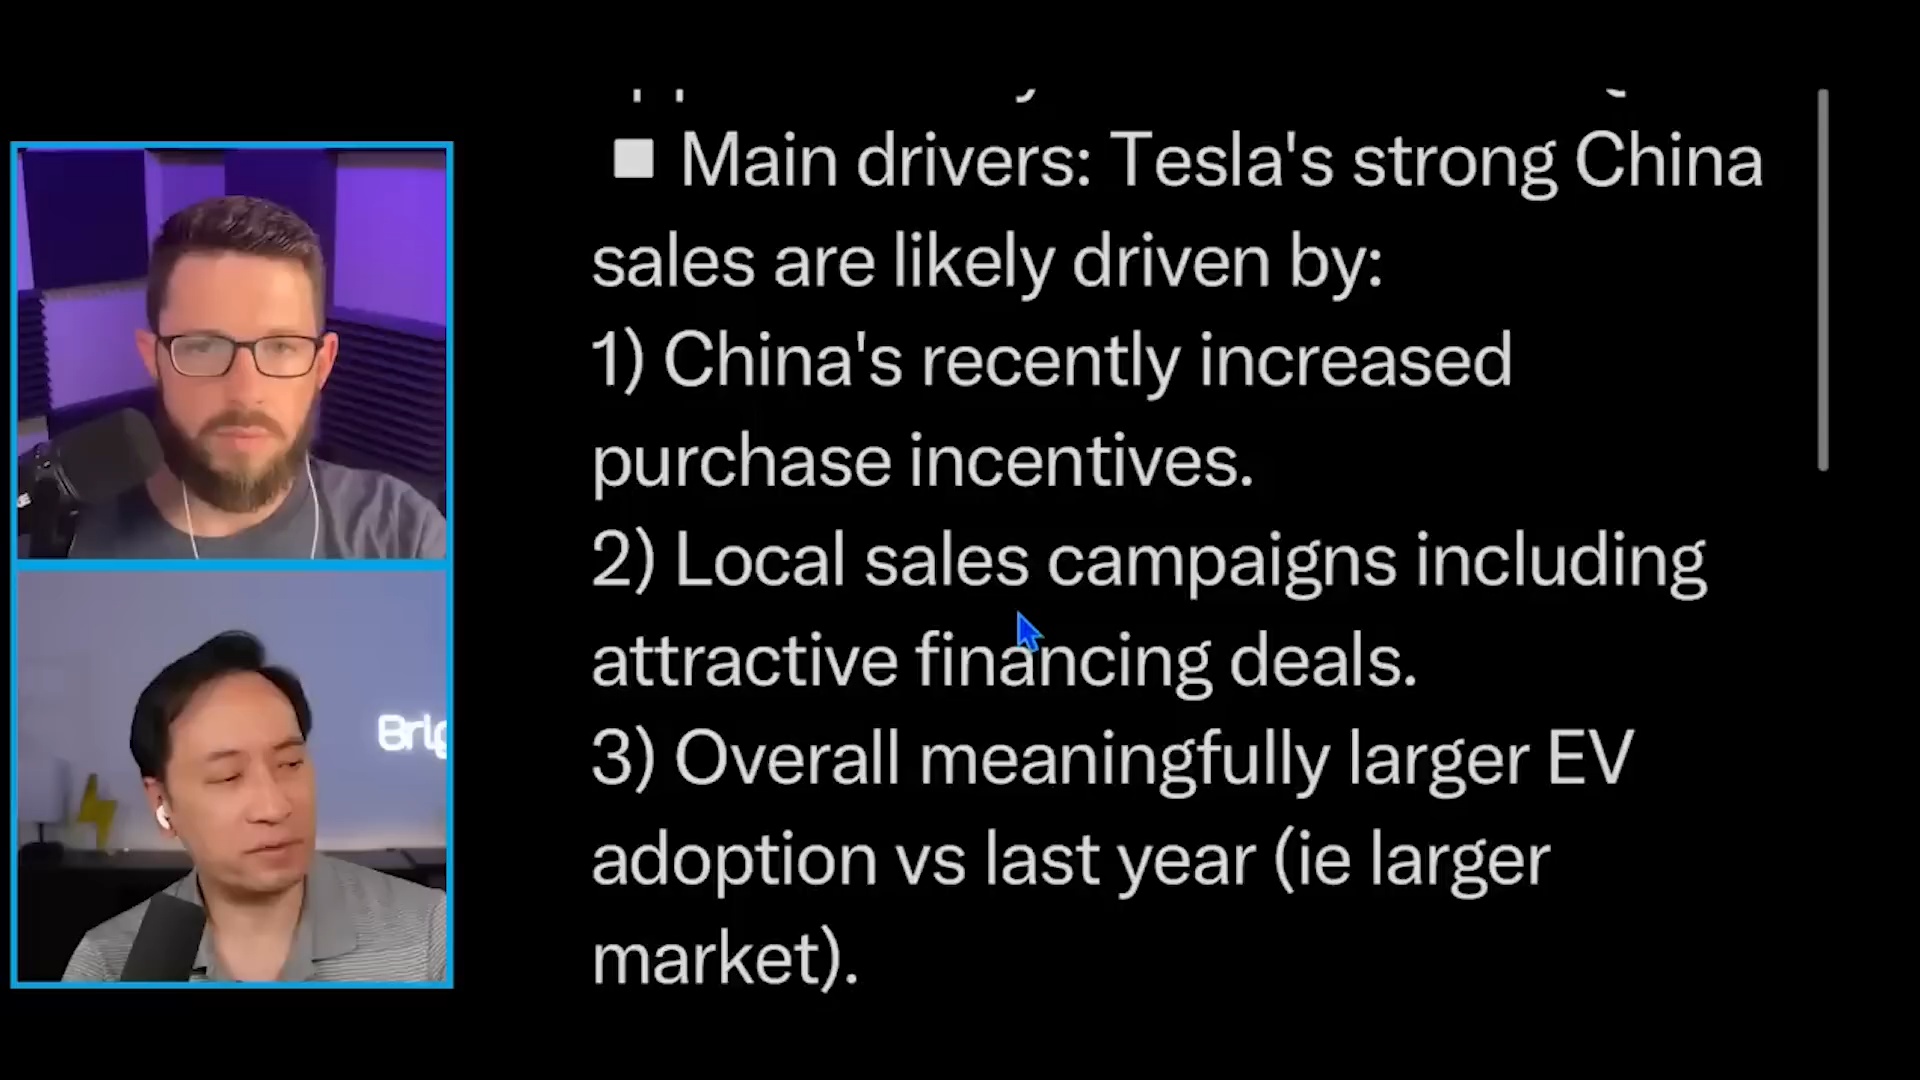 ■ Main drivers: Tesla's strong China
sales are likely driven by:
1) China's recently increased
purchase incentives.
2) Local sales campaigns including
attractive financing deals.
3) Overall meaningfully larger EV
adoption vs last year (ie larger
market).